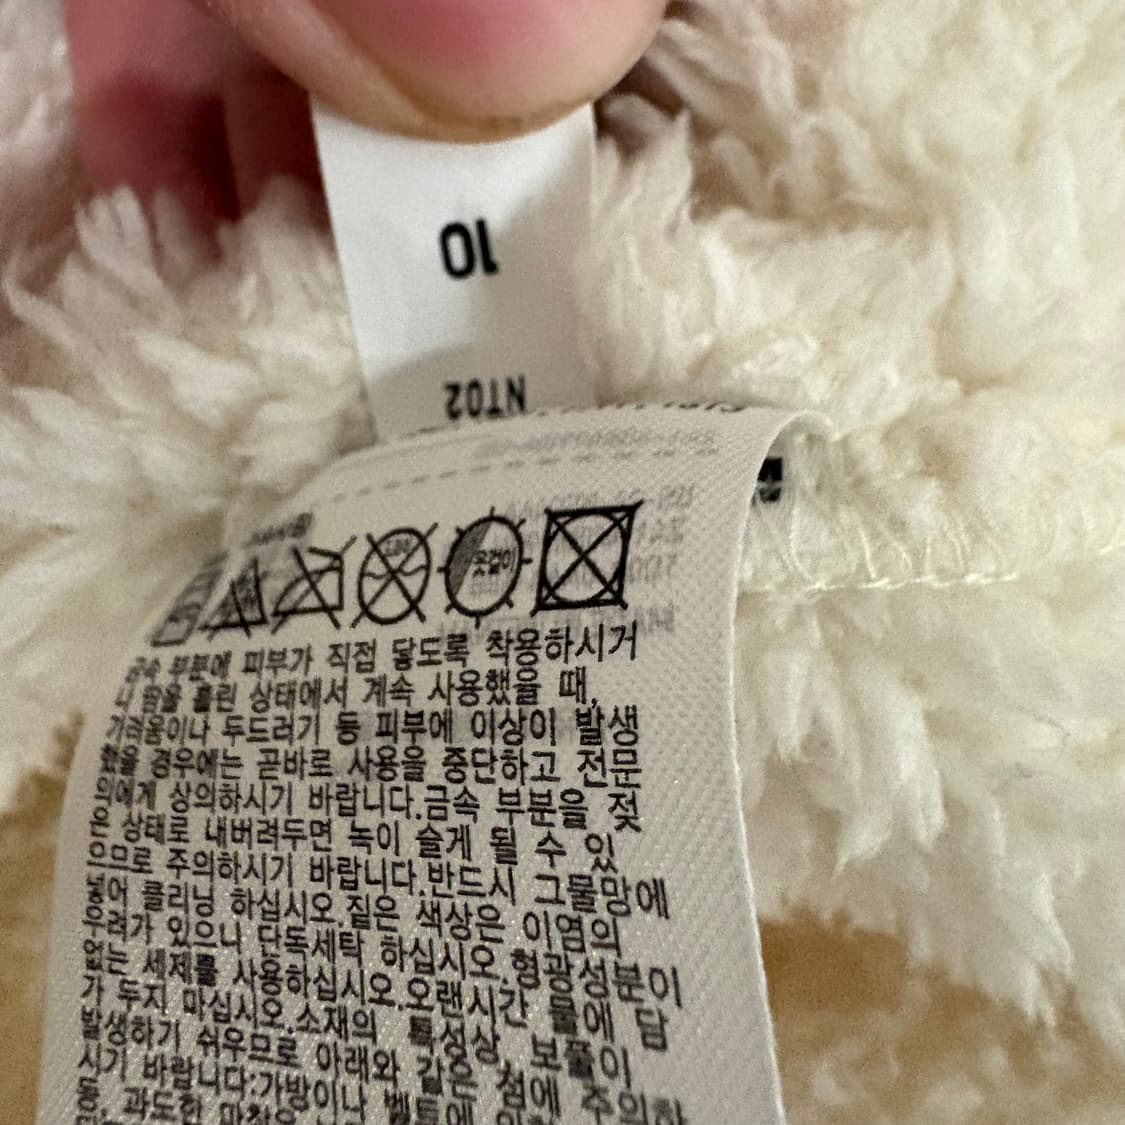 10
NT02
옷걸이
금속 부분에 피부가 직접 닿도록 착용하시거
나 땀을 흘린 상태에서 계속 사용했을 때,
가려움이나 두드러기 등 피부에 이상이 발생
했을 경우에는 곧바로 사용을 중단하고 전문
의에게 상의하시기 바랍니다.금속 부분을 젖
은 상태로 내버려두면 녹이 슬게 될 수 있
으므로 주의하시기 바랍니다.반드시 그물망에
넣어 클리닝 하십시오.짙은 색상은 이염의
우려가 있으니 단독세탁 하십시오.형광성분이
없는 세제를 사용하십시오.오랜시간 물에 담
가 두지 마십시오.소재의 특성상 보풀이
발생하기 쉬우므로 아래와 같은 점에 주의하
시기 바랍니다:가방이나 벨트
등 과도한